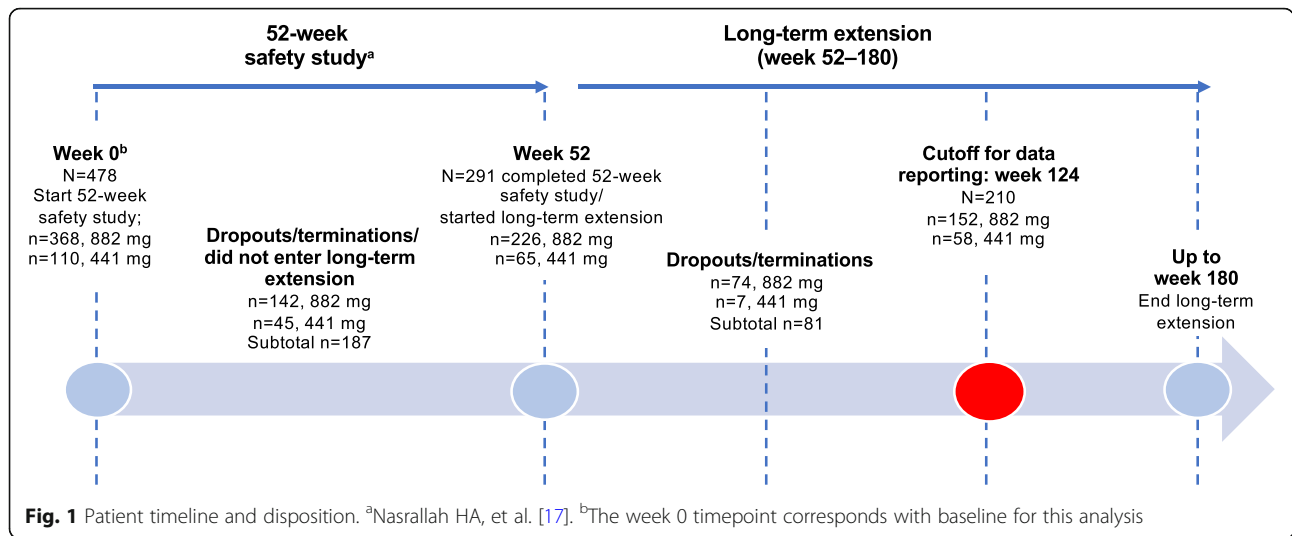 52-week
safety studyᵃ
Long-term extension
(week 52–180)
Week 0ᵇ
N=478
Start 52-week
safety study;
n=368, 882 mg
n=110, 441 mg
Dropouts/terminations/
did not enter long-term
extension
n=142, 882 mg
n=45, 441 mg
Subtotal n=187
Week 52
N=291 completed 52-week
safety study/
started long-term extension
n=226, 882 mg
n=65, 441 mg
Dropouts/terminations
n=74, 882 mg
n=7, 441 mg
Subtotal n=81
Cutoff for data
reporting: week 124
N=210
n=152, 882 mg
n=58, 441 mg
Up to
week 180
End long-term
extension
Fig. 1 Patient timeline and disposition. ᵃNasrallah HA, et al. [17]. ᵇThe week 0 timepoint corresponds with baseline for this analysis